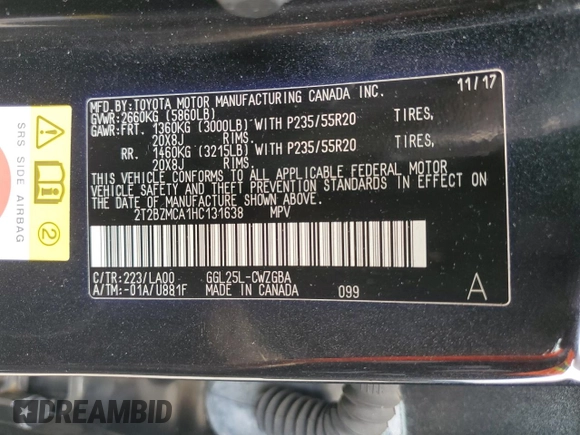 11/17
MFD.BY:TOYOTA MOTOR MANUFACTURING CANADA INC.
GVWR:2660KG (5860LB)
GAWR:FRT. 1360KG (3000LB) WITH P235/55R20 TIRES,
20X8J RIMS
RR. 1460KG (3215LB) WITH P235/55R20 TIRES,
20X8J RIMS
THIS VEHICLE CONFORMS TO ALL APPLICABLE FEDERAL MOTOR
VEHICLE SAFETY AND THEFT PREVENTION STANDARDS IN EFFECT ON
THE DATE OF MANUFACTURE SHOWN ABOVE.
2T2BZMCA1HC131638 MPV
C/TR:223/LA00 GGL25L-CWZGBA
A/TM:-01A/U881F MADE IN CANADA 099 A
SRS SIDE AIRBAG
DREAMBID